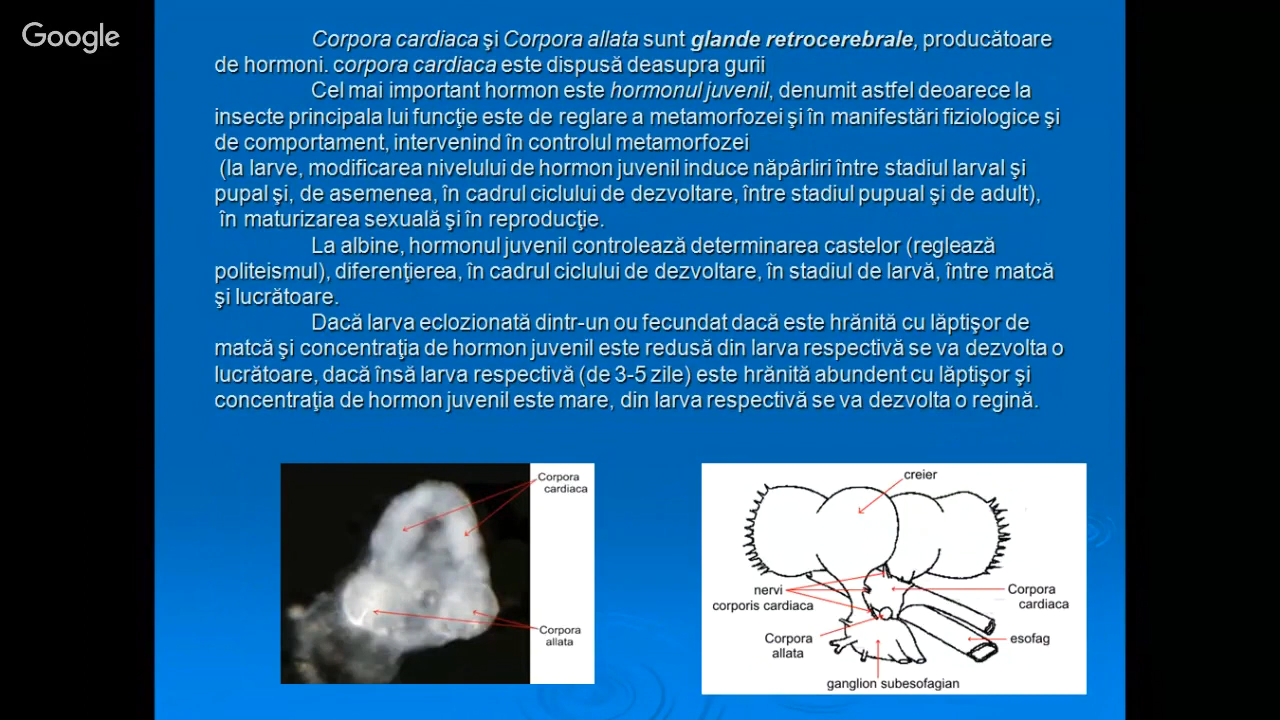 Google
Corpora cardiaca şi Corpora allata sunt glande retrocerebrale, producătoare
de hormoni. corpora cardiaca este dispusă deasupra gurii
Cel mai important hormon este hormonul juvenil, denumit astfel deoarece la
insecte principala lui funcţie este de reglare a metamorfozei şi în manifestări fiziologice şi
de comportament, intervenind în controlul metamorfozei
(la larve, modificarea nivelului de hormon juvenil induce năpârliri între stadiul larval şi
pupal şi, de asemenea, în cadrul ciclului de dezvoltare, între stadiul pupual şi de adult),
în maturizarea sexuală şi în reproducţie.
La albine, hormonul juvenil controlează determinarea castelor (reglează
politeismul), diferenţierea, în cadrul ciclului de dezvoltare, în stadiul de larvă, între matcă
şi lucrătoare.
Dacă larva eclozionată dintr-un ou fecundat dacă este hrănită cu lăptişor de
matcă şi concentraţia de hormon juvenil este redusă din larva respectivă se va dezvolta o
lucrătoare, dacă însă larva respectivă (de 3-5 zile) este hrănită abundent cu lăptişor şi
concentraţia de hormon juvenil este mare, din larva respectivă se va dezvolta o regină.
Corpora
cardiaca
Corpora
allata
creier
nervi
corporis cardiaca
Corpora
cardiaca
Corpora
allata
esofag
ganglion subesofagian